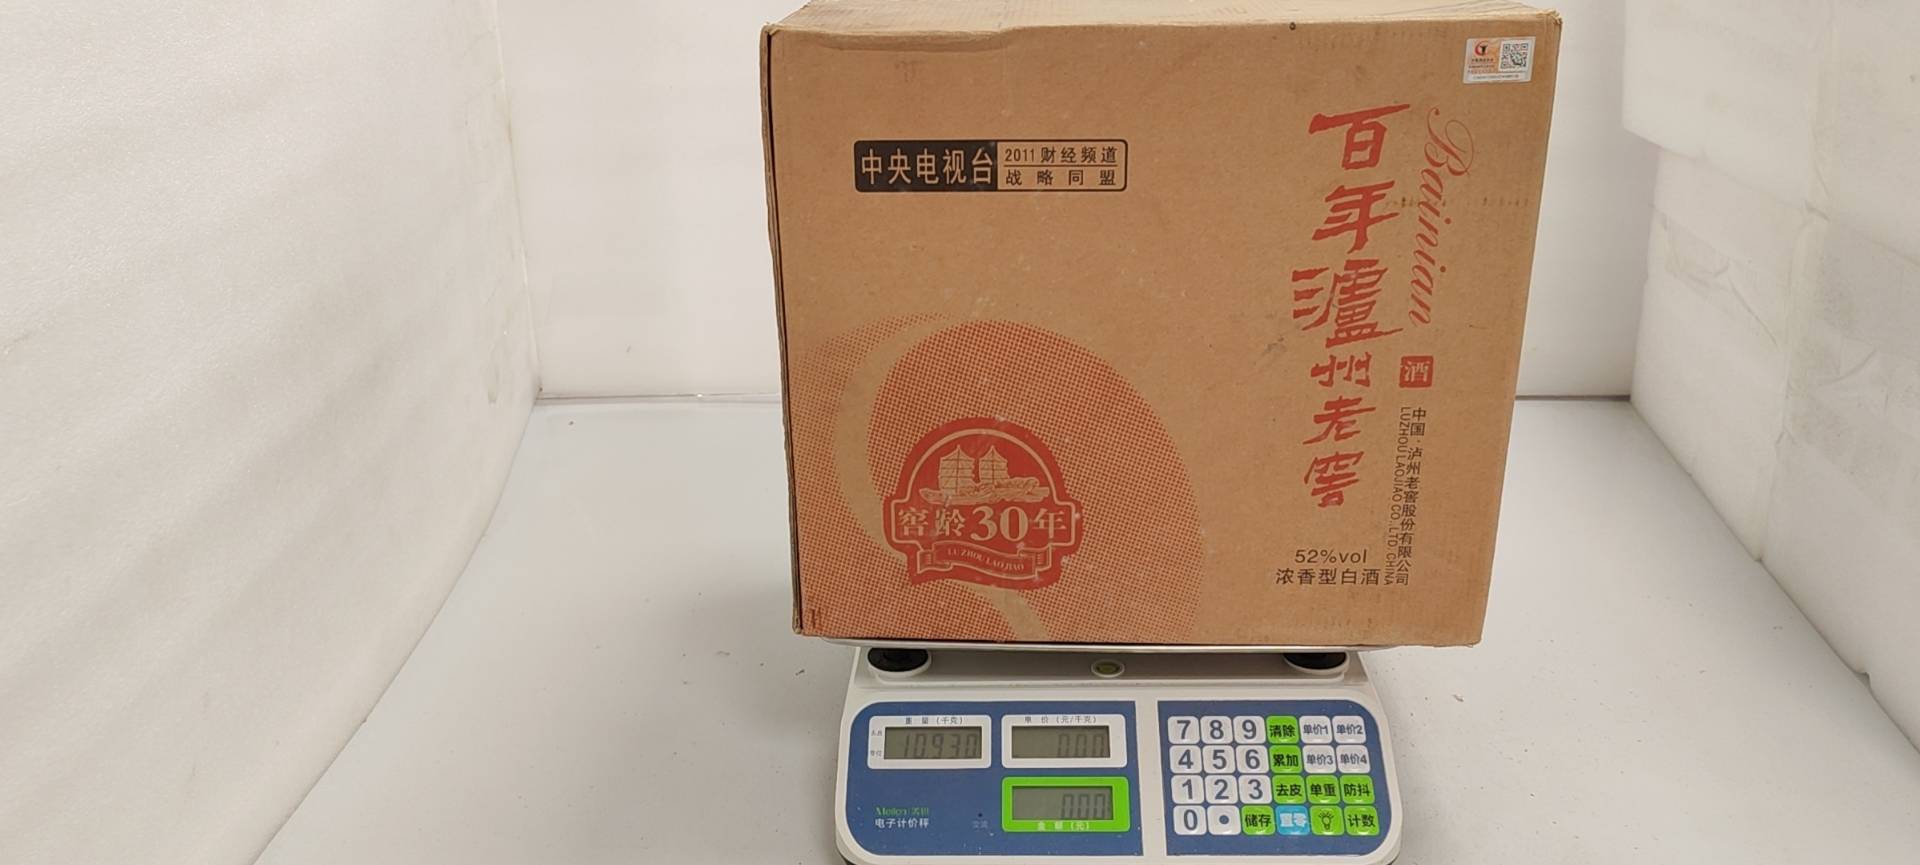 中央电视台
2011财经频道
战略同盟
百年泸州老窖
Bainian
酒
中国·泸州老窖股份有限公司
LUZHOU LAOJIAO CO.,LTD. CHINA
窖龄30年
LU ZHOU LAO JIAO
52%vol
浓香型白酒
重量(千克)
单价(元/千克)
10.930
0.00
0.00
金额(元)
电子计价秤
交流
7 8 9 清除 单价1 单价2
4 5 6 累加 单价3 单价4
1 2 3 去皮 单重 防抖
0 · 储存 置零 计数